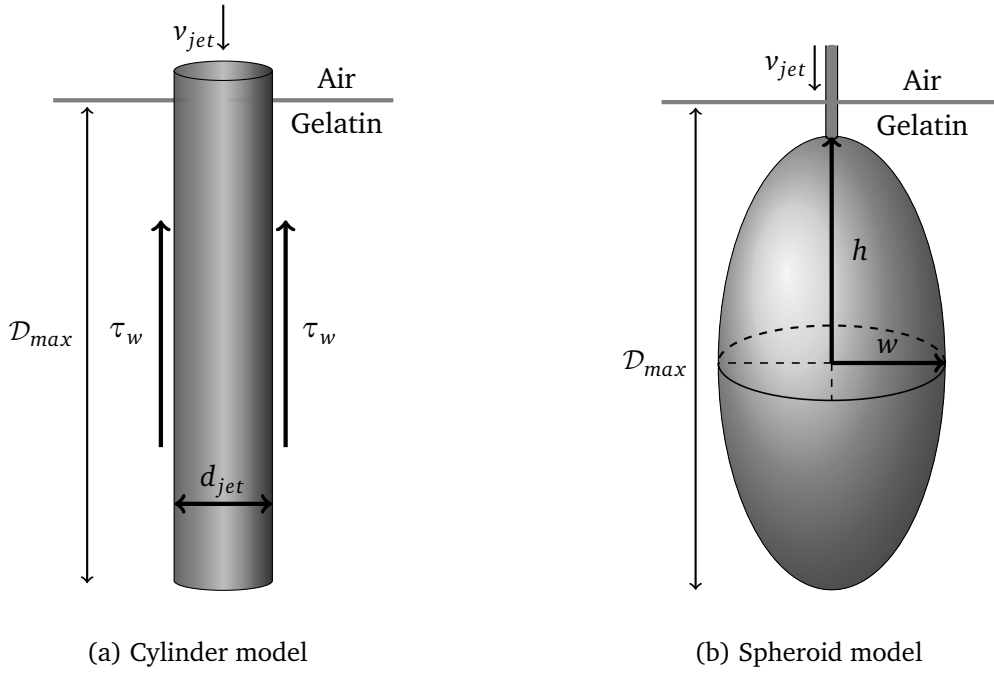 v_jet
Air
Gelatin
𝒟_max
τ_w
τ_w
d_jet
(a) Cylinder model
v_jet
Air
Gelatin
h
w
𝒟_max
(b) Spheroid model